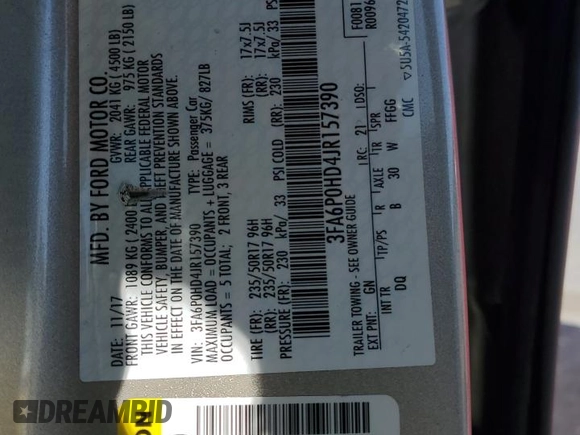 MFD. BY FORD MOTOR CO.
DATE: 11/17 GVWR: 2041 KG (4500 LB)
FRONT GAWR: 1089 KG (2400 LB) REAR GAWR: 975 KG (2150 LB)
THIS VEHICLE CONFORMS TO ALL APPLICABLE FEDERAL MOTOR
VEHICLE SAFETY, BUMPER, AND THEFT PREVENTION STANDARDS
IN EFFECT ON THE DATE OF MANUFACTURE SHOWN ABOVE.
VIN: 3FA6P0HD4JR157390 TYPE: Passenger Car
MAXIMUM LOAD = OCCUPANTS + LUGGAGE = 375KG/ 827LB
OCCUPANTS = 5 TOTAL; 2 FRONT, 3 REAR
TIRE (FR): 235/50R17 96H RIMS (FR): 17x7.5J
(RR): 235/50R17 96H (RR): 17x7.5J
PRESSURE (FR): 230 kPa/ 33 PSI COLD (RR): 230 kPa/ 33 PSI
3FA6P0HD4JR157390
F0081
R0096
TRAILER TOWING - SEE OWNER GUIDE
EXT PNT: GN RC: 21 DSO:
INT TR TP/PS R AXLE TR SPR
DQ B 30 W FFGG
CMC ▽5U5A-5420472
DREAMBID